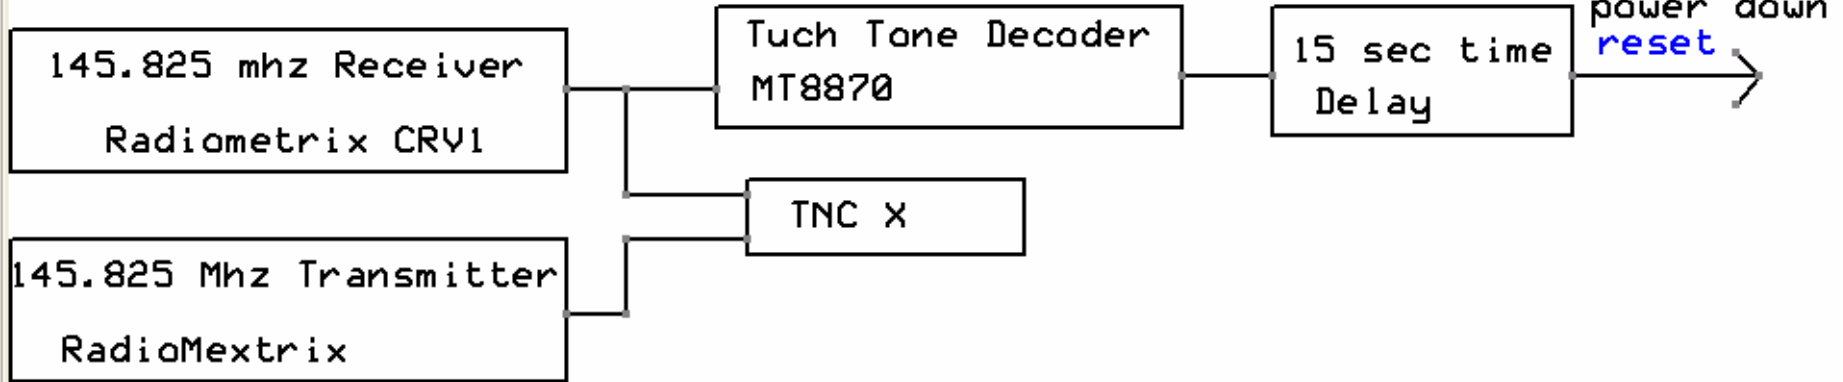 145.825 mhz Receiver
Radiometrix CRV1
Tuch Tone Decoder
MT8870
15 sec time
Delay
power down
reset
TNC X
145.825 Mhz Transmitter
RadioMextrix